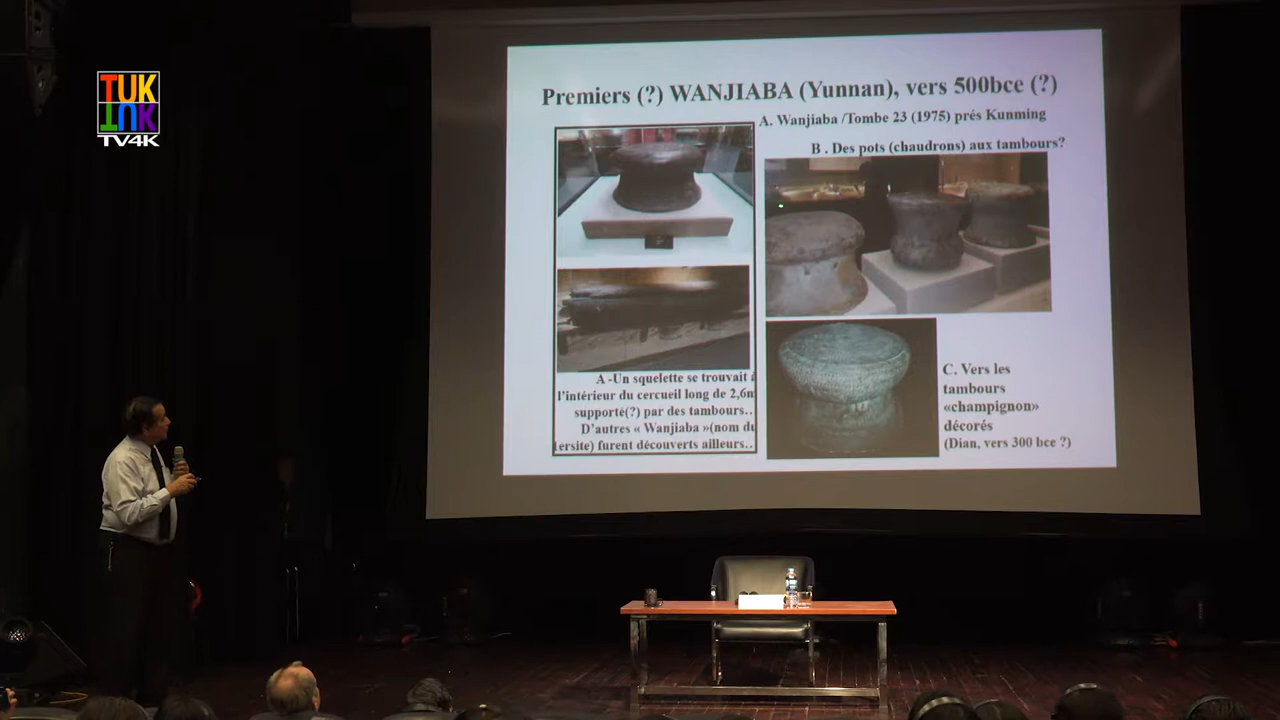 TUK
TUK
TV4K
Premiers (?) WANJIABA (Yunnan), vers 500bce (?)
A. Wanjiaba /Tombe 23 (1975) prés Kunming
B . Des pots (chaudrons) aux tambours?
A -Un squelette se trouvait à
l'intérieur du cercueil long de 2,6m
supporté(?) par des tambours..
D'autres « Wanjiaba »(nom du
ersite) furent découverts ailleurs..
C. Vers les
tambours
«champignon»
décorés
(Dian, vers 300 bce ?)